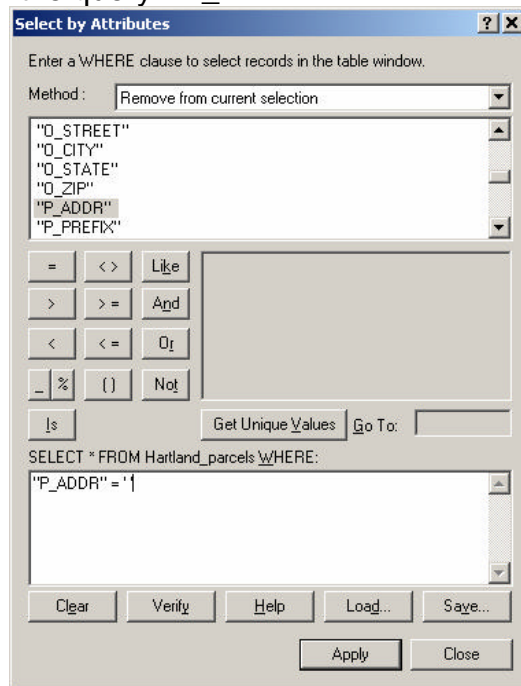 Select by Attributes ? X
Enter a WHERE clause to select records in the table window.
Method : Remove from current selection
"O_STREET"
"O_CITY"
"O_STATE"
"O_ZIP"
"P_ADDR"
"P_PREFIX"
= <> Like
> >= And
< <= Or
_ % () Not
Is Get Unique Values Go To:
SELECT * FROM Hartland_parcels WHERE:
"P_ADDR" = ''
Clear Verify Help Load... Save...
Apply Close